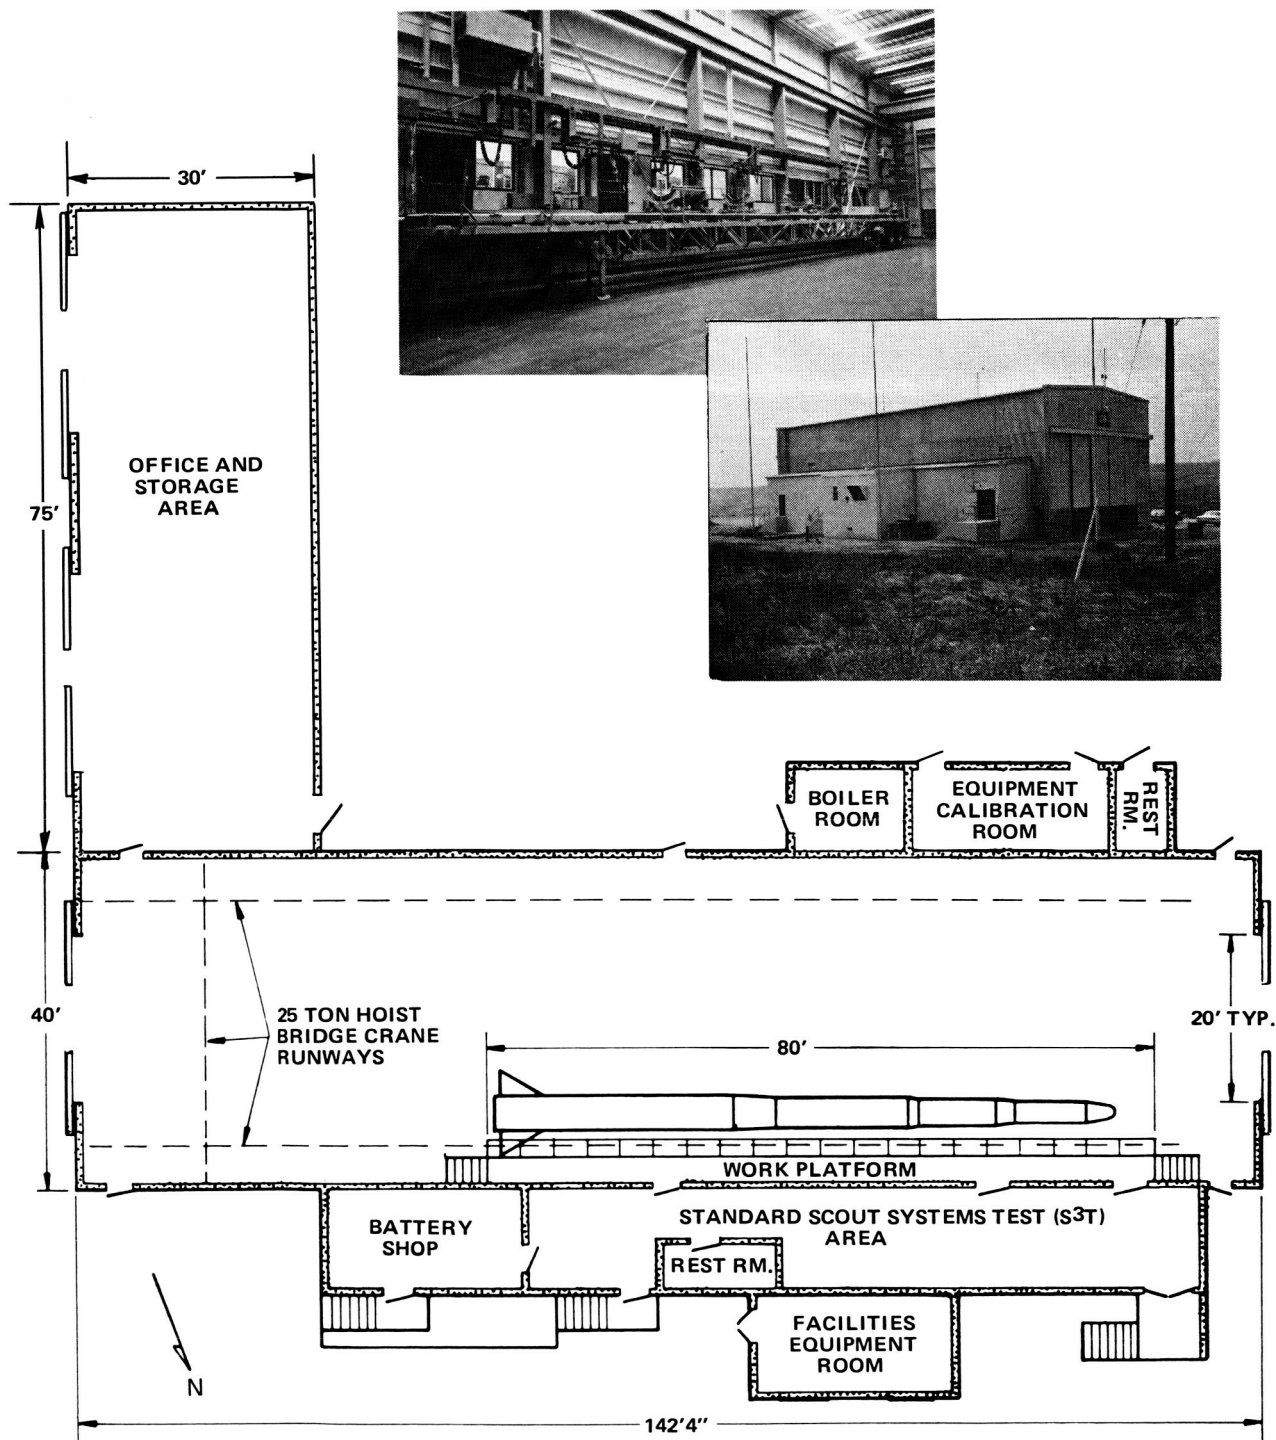 30'
OFFICE AND
STORAGE
AREA
75'
BOILER
ROOM
EQUIPMENT
CALIBRATION
ROOM
REST
RM.
40'
25 TON HOIST
BRIDGE CRANE
RUNWAYS
20' TYP.
80'
WORK PLATFORM
BATTERY
SHOP
STANDARD SCOUT SYSTEMS TEST (S³T)
AREA
REST RM.
FACILITIES
EQUIPMENT
ROOM
N
142'4"